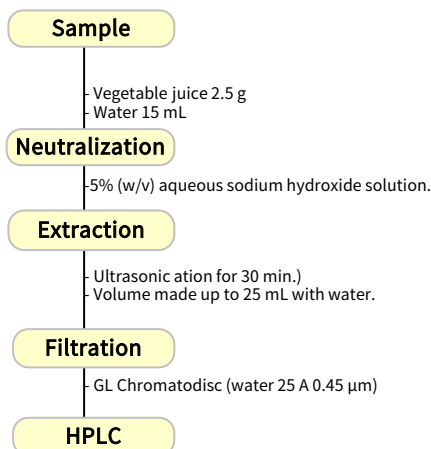 Sample
- Vegetable juice 2.5 g
- Water 15 mL
Neutralization
-5% (w/v) aqueous sodium hydroxide solution.
Extraction
- Ultrasonic ation for 30 min.)
- Volume made up to 25 mL with water.
Filtration
- GL Chromatodisc (water 25 A 0.45 μm)
HPLC